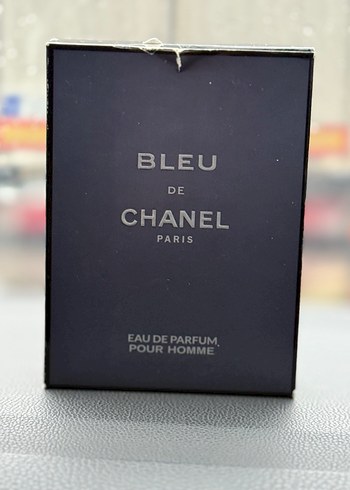 BLEU
DE
CHANEL
PARIS
EAU DE PARFUM
POUR HOMME